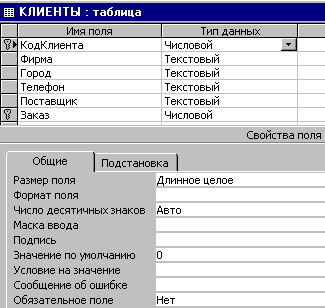 КЛИЕНТЫ : таблица
Имя поля Тип данных
КодКлиента Числовой
Фирма Текстовый
Город Текстовый
Телефон Текстовый
Поставщик Текстовый
Заказ Числовой
Свойства поля
Общие Подстановка
Размер поля Длинное целое
Формат поля
Число десятичных знаков Авто
Маска ввода
Подпись
Значение по умолчанию 0
Условие на значение
Сообщение об ошибке
Обязательное поле Нет